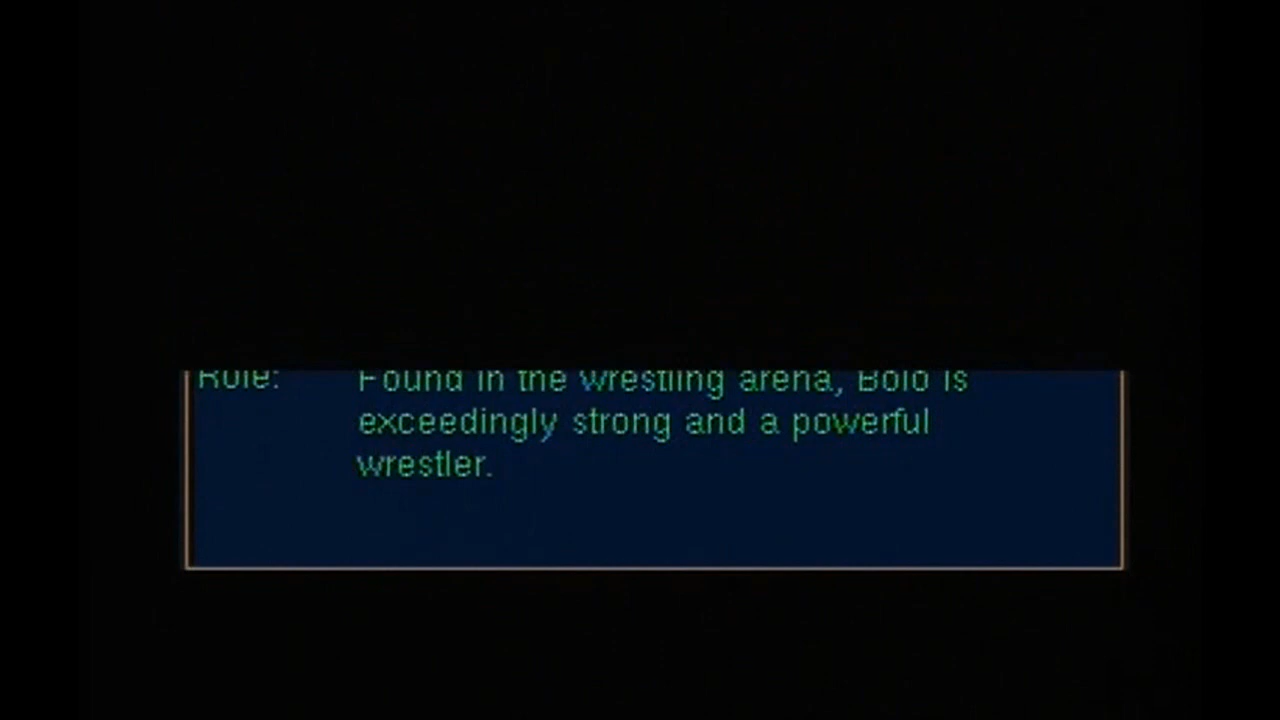 Role: Found in the wrestling arena, Bolo is
exceedingly strong and a powerful
wrestler.